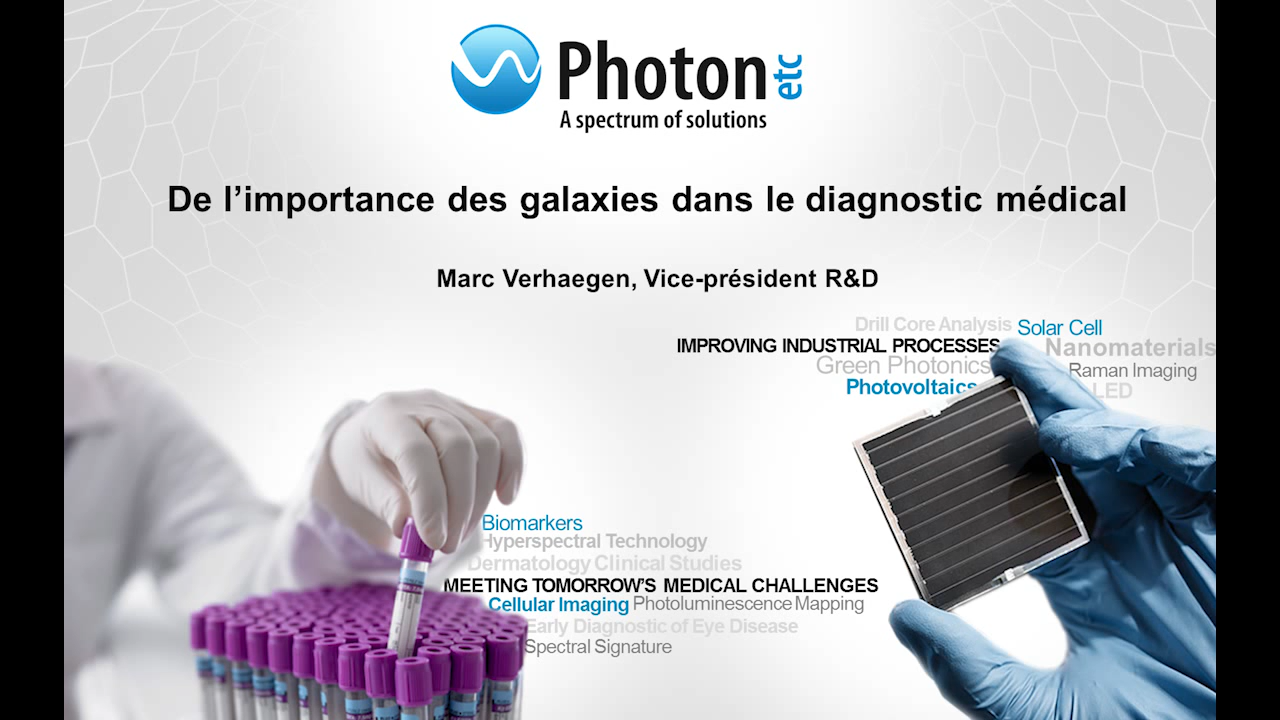 Photon etc
A spectrum of solutions
De l’importance des galaxies dans le diagnostic médical
Marc Verhaegen, Vice-président R&D
Drill Core Analysis Solar Cell
IMPROVING INDUSTRIAL PROCESSES Nanomaterials
Green Photonics Raman Imaging
Photovoltaics LED
Biomarkers
Hyperspectral Technology
Dermatology Clinical Studies
MEETING TOMORROW’S MEDICAL CHALLENGES
Cellular Imaging Photoluminescence Mapping
Early Diagnostic of Eye Disease
Spectral Signature